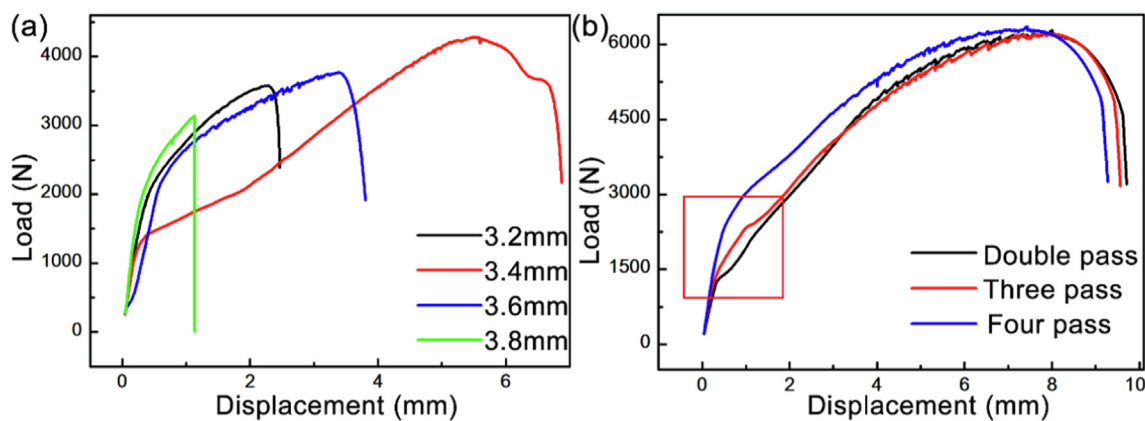 (a)
Load (N)
4000
3000
2000
1000
0
3.2mm
3.4mm
3.6mm
3.8mm
0 2 4 6
Displacement (mm)
(b)
Load (N)
6000
4500
3000
1500
0
Double pass
Three pass
Four pass
0 2 4 6 8 10
Displacement (mm)